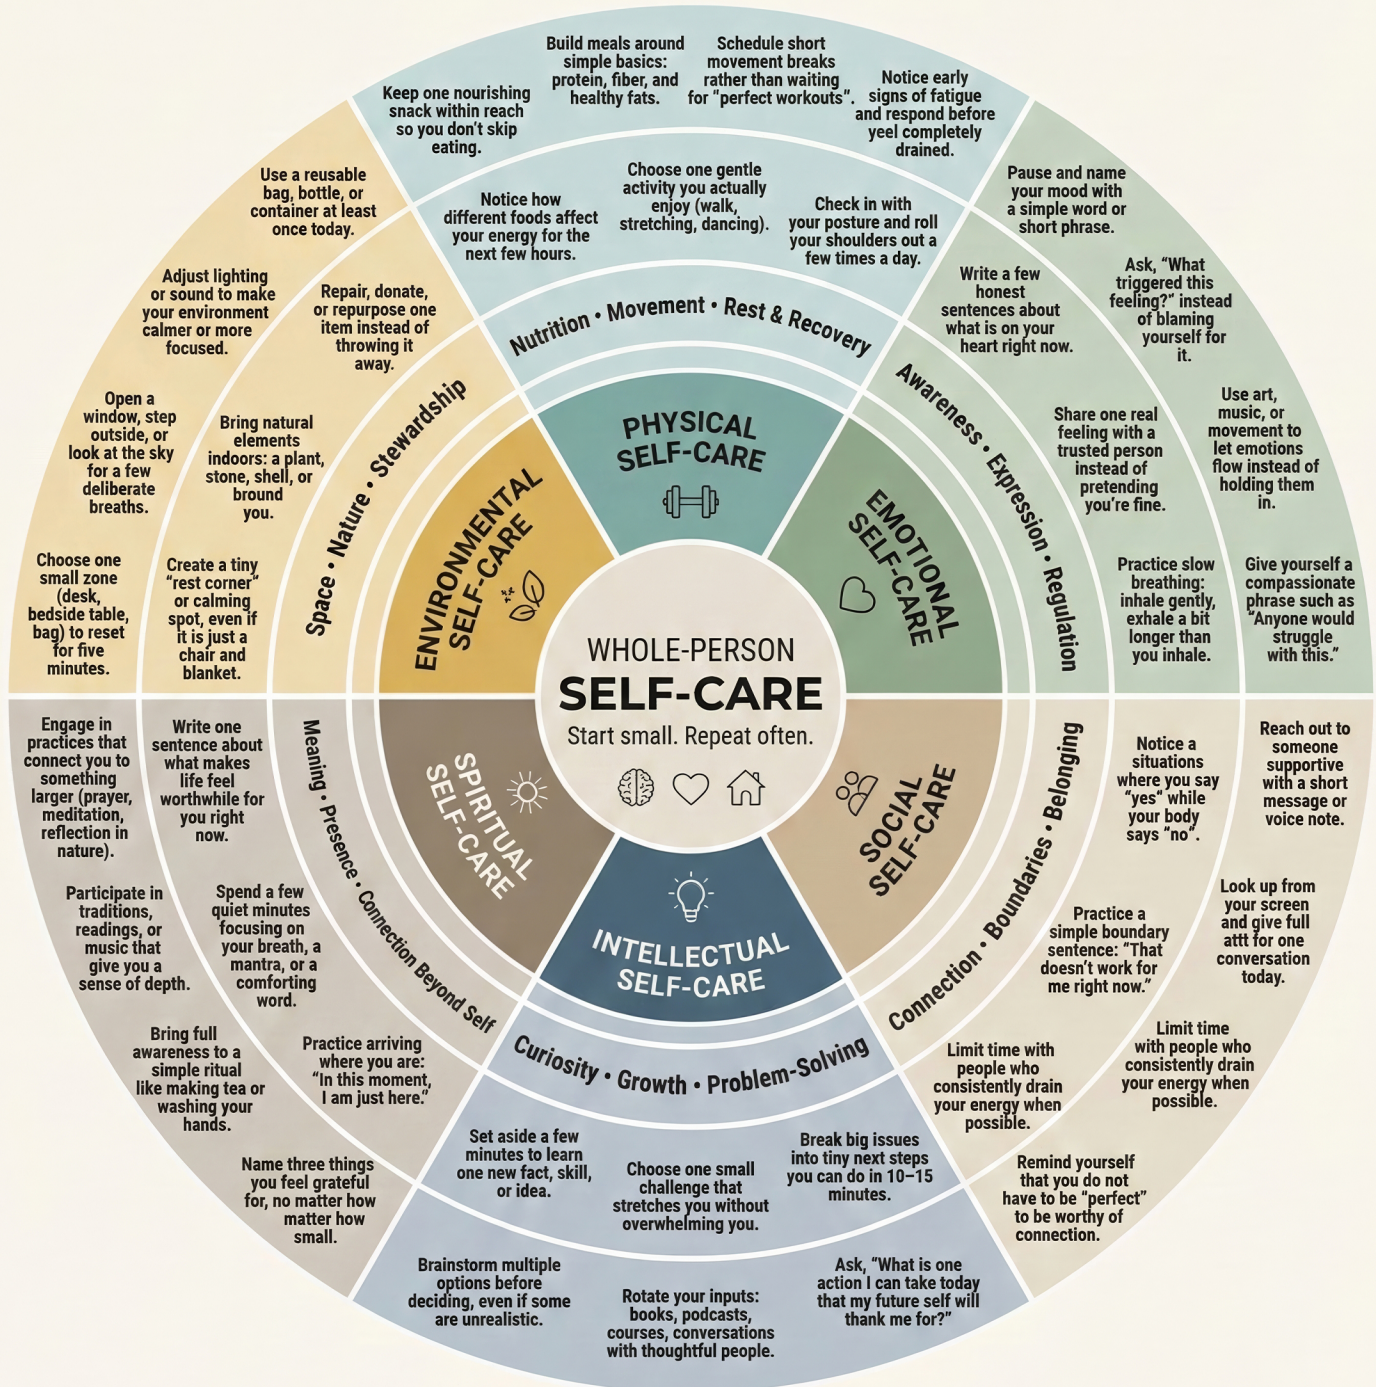 WHOLE-PERSON
SELF-CARE
Start small. Repeat often.
PHYSICAL
SELF-CARE
Nutrition • Movement • Rest & Recovery
Notice how
different foods affect
your energy for the
next few hours.
Choose one gentle
activity you actually
enjoy (walk,
stretching, dancing).
Check in with
your posture and roll
your shoulders out a
few times a day.
Keep one nourishing
snack within reach
so you don't skip
eating.
Build meals around
simple basics:
protein, fiber, and
healthy fats.
Schedule short
movement breaks
rather than waiting
for "perfect workouts".
Notice early
signs of fatigue
and respond before
yeel completely
drained.
EMOTIONAL
SELF-CARE
Awareness • Expression • Regulation
Write a few
honest
sentences about
what is on your
heart right now.
Share one real
feeling with a
trusted person
instead of
pretending
you're fine.
Practice slow
breathing:
inhale gently,
exhale a bit
longer than
you inhale.
Pause and name
your mood with
a simple word or
short phrase.
Ask, "What
triggered this
feeling?" instead
of blaming
yourself for
it.
Use art,
music, or
movement to
let emotions
flow instead of
holding them
in.
Give yourself a
compassionate
phrase such as
"Anyone would
struggle
with this."
SOCIAL
SELF-CARE
Connection • Boundaries • Belonging
Notice a
situations
where you say
"yes" while
your body
says "no".
Practice a
simple boundary
sentence: "That
doesn't work for
me right now."
Limit time with
people who
consistently drain
your energy when
possible.
Reach out to
someone
supportive
with a short
message or
voice note.
Look up from
your screen
and give full
attt for one
conversation
today.
Limit time
with people who
consistently drain
your energy when
possible.
Remind yourself
that you do not
have to be "perfect"
to be worthy of
connection.
INTELLECTUAL
SELF-CARE
Curiosity • Growth • Problem-Solving
Set aside a few
minutes to learn
one new fact, skill,
or idea.
Choose one small
challenge that
stretches you without
overwhelming you.
Break big issues
into tiny next steps
you can do in 10–15
minutes.
Brainstorm multiple
options before
deciding, even if some
are unrealistic.
Rotate your inputs:
books, podcasts,
courses, conversations
with thoughtful people.
Ask, "What is one
action I can take today
that my future self will
thank me for?"
SPIRITUAL
SELF-CARE
Meaning • Presence • Connection Beyond Self
Write one
sentence about
what makes
life feel
worthwhile for
you right
now.
Spend a few
quiet minutes
focusing on
your breath, a
mantra, or a
comforting
word.
Practice arriving
where you are:
"In this moment,
I am just here."
Engage in
practices that
connect you to
something
larger (prayer,
meditation,
reflection in
nature).
Participate in
traditions,
readings, or
music that
give you a
sense of depth.
Bring full
awareness to a
simple ritual
like making tea or
washing your
hands.
Name three things
you feel grateful
for, no matter how
matter how
small.
ENVIRONMENTAL
SELF-CARE
Space • Nature • Stewardship
Repair, donate,
or repurpose one
item instead of
throwing it
away.
Bring natural
elements
indoors: a plant,
stone, shell, or
bround
you.
Create a tiny
"rest corner"
or calming
spot, even if
it is just a
chair and
blanket.
Use a reusable
bag, bottle, or
container at least
once today.
Adjust lighting
or sound to make
your environment
calmer or more
focused.
Open a
window, step
outside, or
look at the sky
for a few
deliberate
breaths.
Choose one
small zone
(desk,
bedside table,
bag) to reset
for five
minutes.